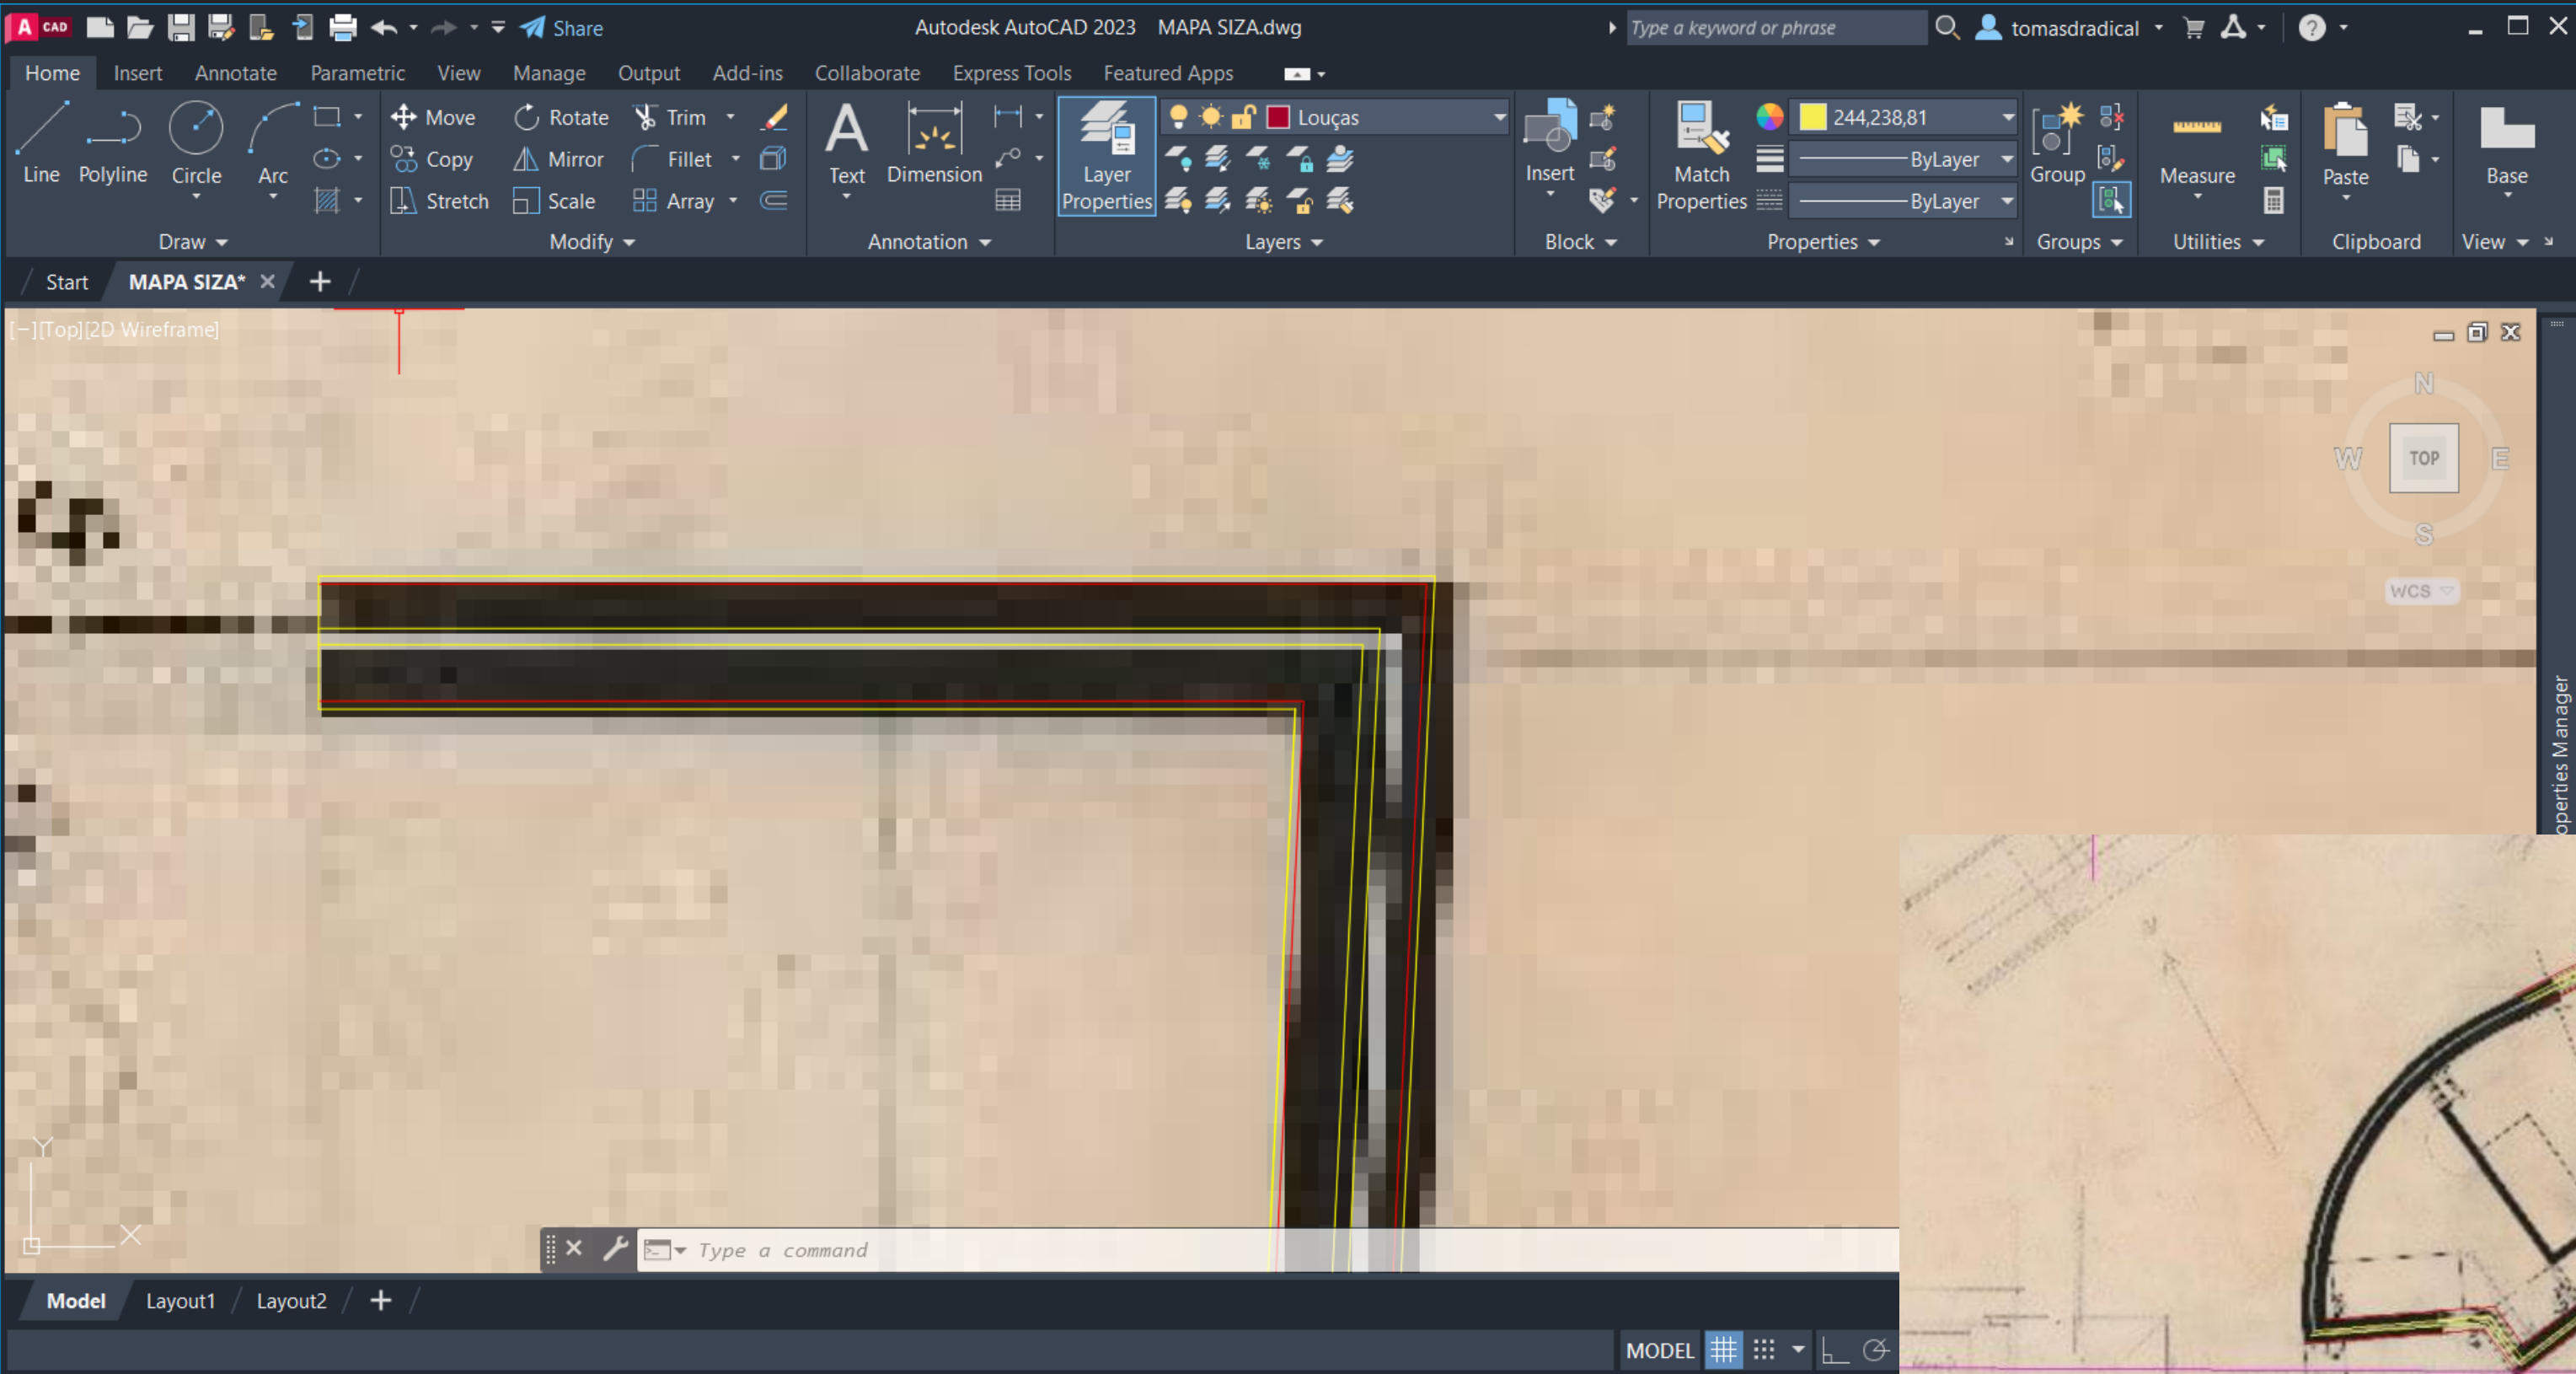 A CAD Share Autodesk AutoCAD 2023 MAPA SIZA.dwg Type a keyword or phrase tomasdradical ?
Home Insert Annotate Parametric View Manage Output Add-ins Collaborate Express Tools Featured Apps
Move Rotate Trim Louças 244,238,81
Copy Mirror Fillet ByLayer
Line Polyline Circle Arc Text Dimension Layer Properties Insert Match Properties Group Measure Paste Base
Stretch Scale Array ByLayer
Draw Modify Annotation Layers Block Properties Groups Utilities Clipboard View
Start MAPA SIZA*
[−][Top][2D Wireframe]
N
W TOP E
S
WCS
operties Manager
Y
X
Type a command
Model Layout1 Layout2
MODEL